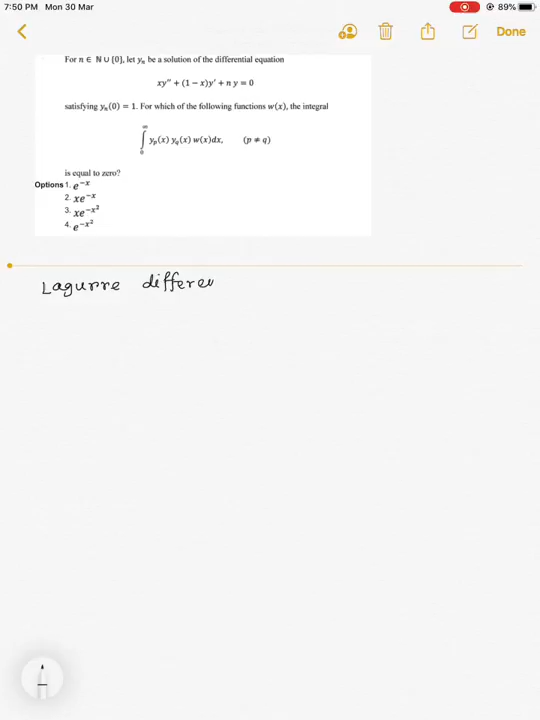 7:50 PM Mon 30 Mar
89%
Done
For n ∈ ℕ ∪ {0}, let yₙ be a solution of the differential equation
xy″ + (1 − x)y′ + n y = 0
satisfying yₙ(0) = 1. For which of the following functions w(x), the integral
∫₀^∞ yₚ(x) y_q(x) w(x)dx, (p ≠ q)
is equal to zero?
Options 1. e^{−x}
2. xe^{−x}
3. xe^{−x²}
4. e^{−x²}
Lagurre differen